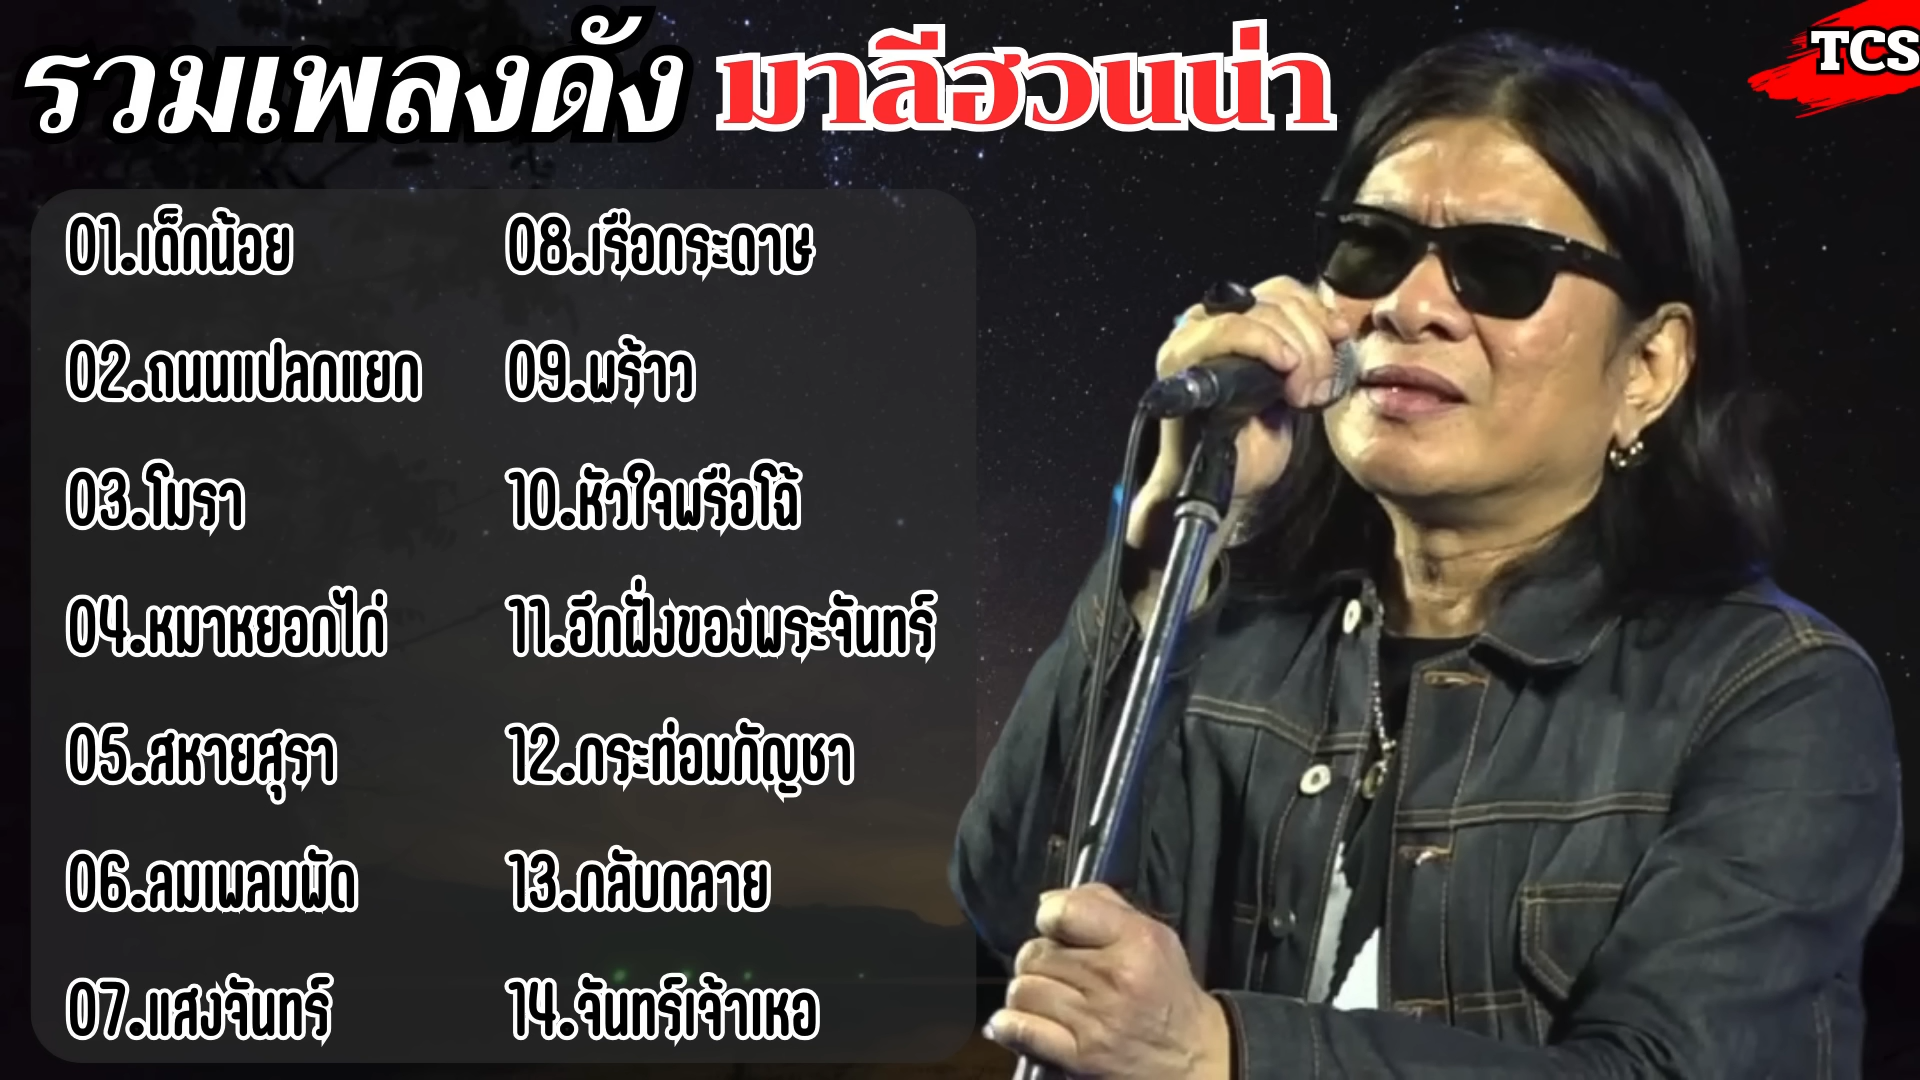 รวมเพลงดัง มาลีฮวนน่า
TCS
01.เด็กน้อย
02.ถนนแปลกแยก
03.โมรา
04.หมาหยอกไก่
05.สหายสุรา
06.ลมเพลมพัด
07.แสงจันทร์
08.เรือกระดาษ
09.พร้าว
10.หัวใจพรือโฉ้
11.อีกฝั่งของพระจันทร์
12.กระท่อมกัญชา
13.กลับกลาย
14.จันทร์เจ้าเหอ